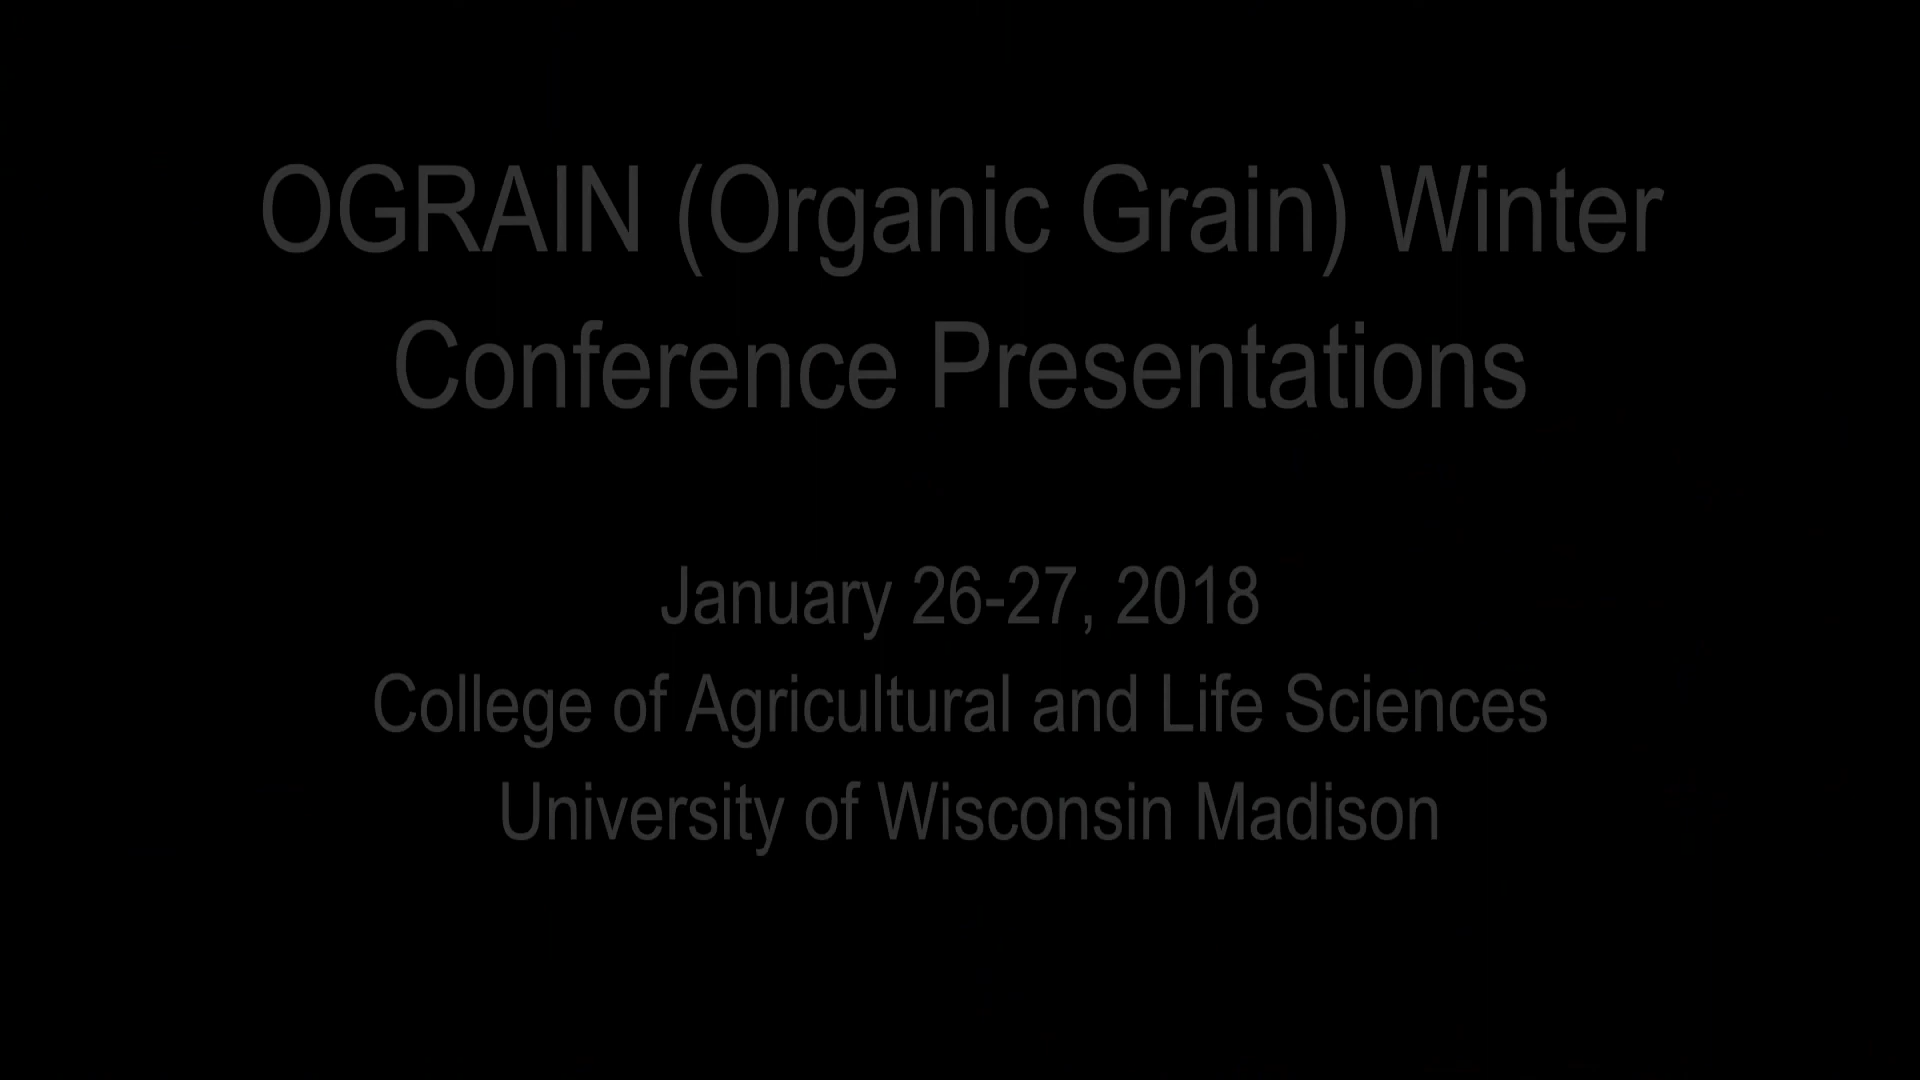 OGRAIN (Organic Grain) Winter
Conference Presentations
January 26-27, 2018
College of Agricultural and Life Sciences
University of Wisconsin Madison